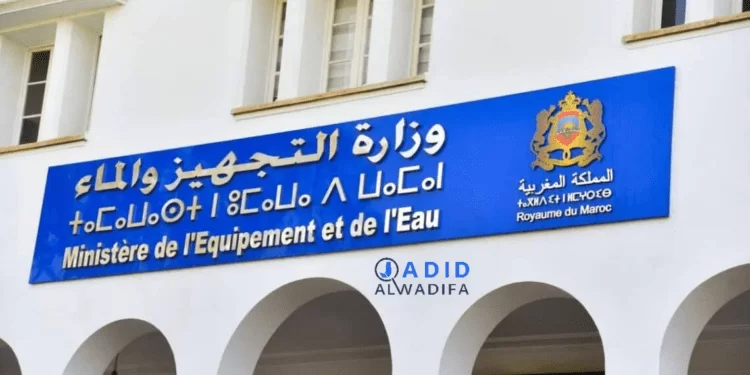 وزارة التجهيز والماء
ⵜⴰⵎⴰⵡⴰⵙⵜ ⵏ ⴷ ⵡⴰⵎⴰⵏ
Ministère de l'Equipement et de l'Eau
المملكة المغربية
ⵜⴰⴳⵍⴷⵉⵜ ⵏ ⵍⵎⵖⵔⵉⴱ
Royaume du Maroc
JADID
ALWADIFA